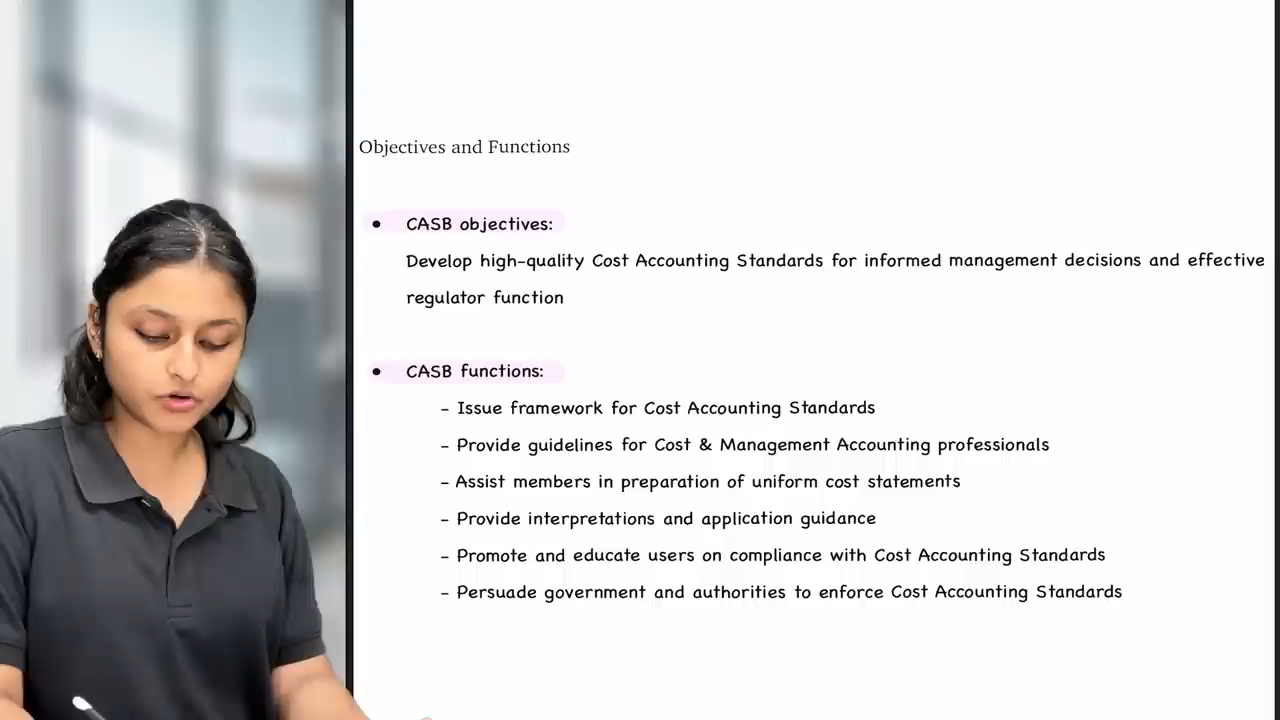 Objectives and Functions
• CASB objectives:
Develop high-quality Cost Accounting Standards for informed management decisions and effective
regulator function
• CASB functions:
- Issue framework for Cost Accounting Standards
- Provide guidelines for Cost & Management Accounting professionals
- Assist members in preparation of uniform cost statements
- Provide interpretations and application guidance
- Promote and educate users on compliance with Cost Accounting Standards
- Persuade government and authorities to enforce Cost Accounting Standards